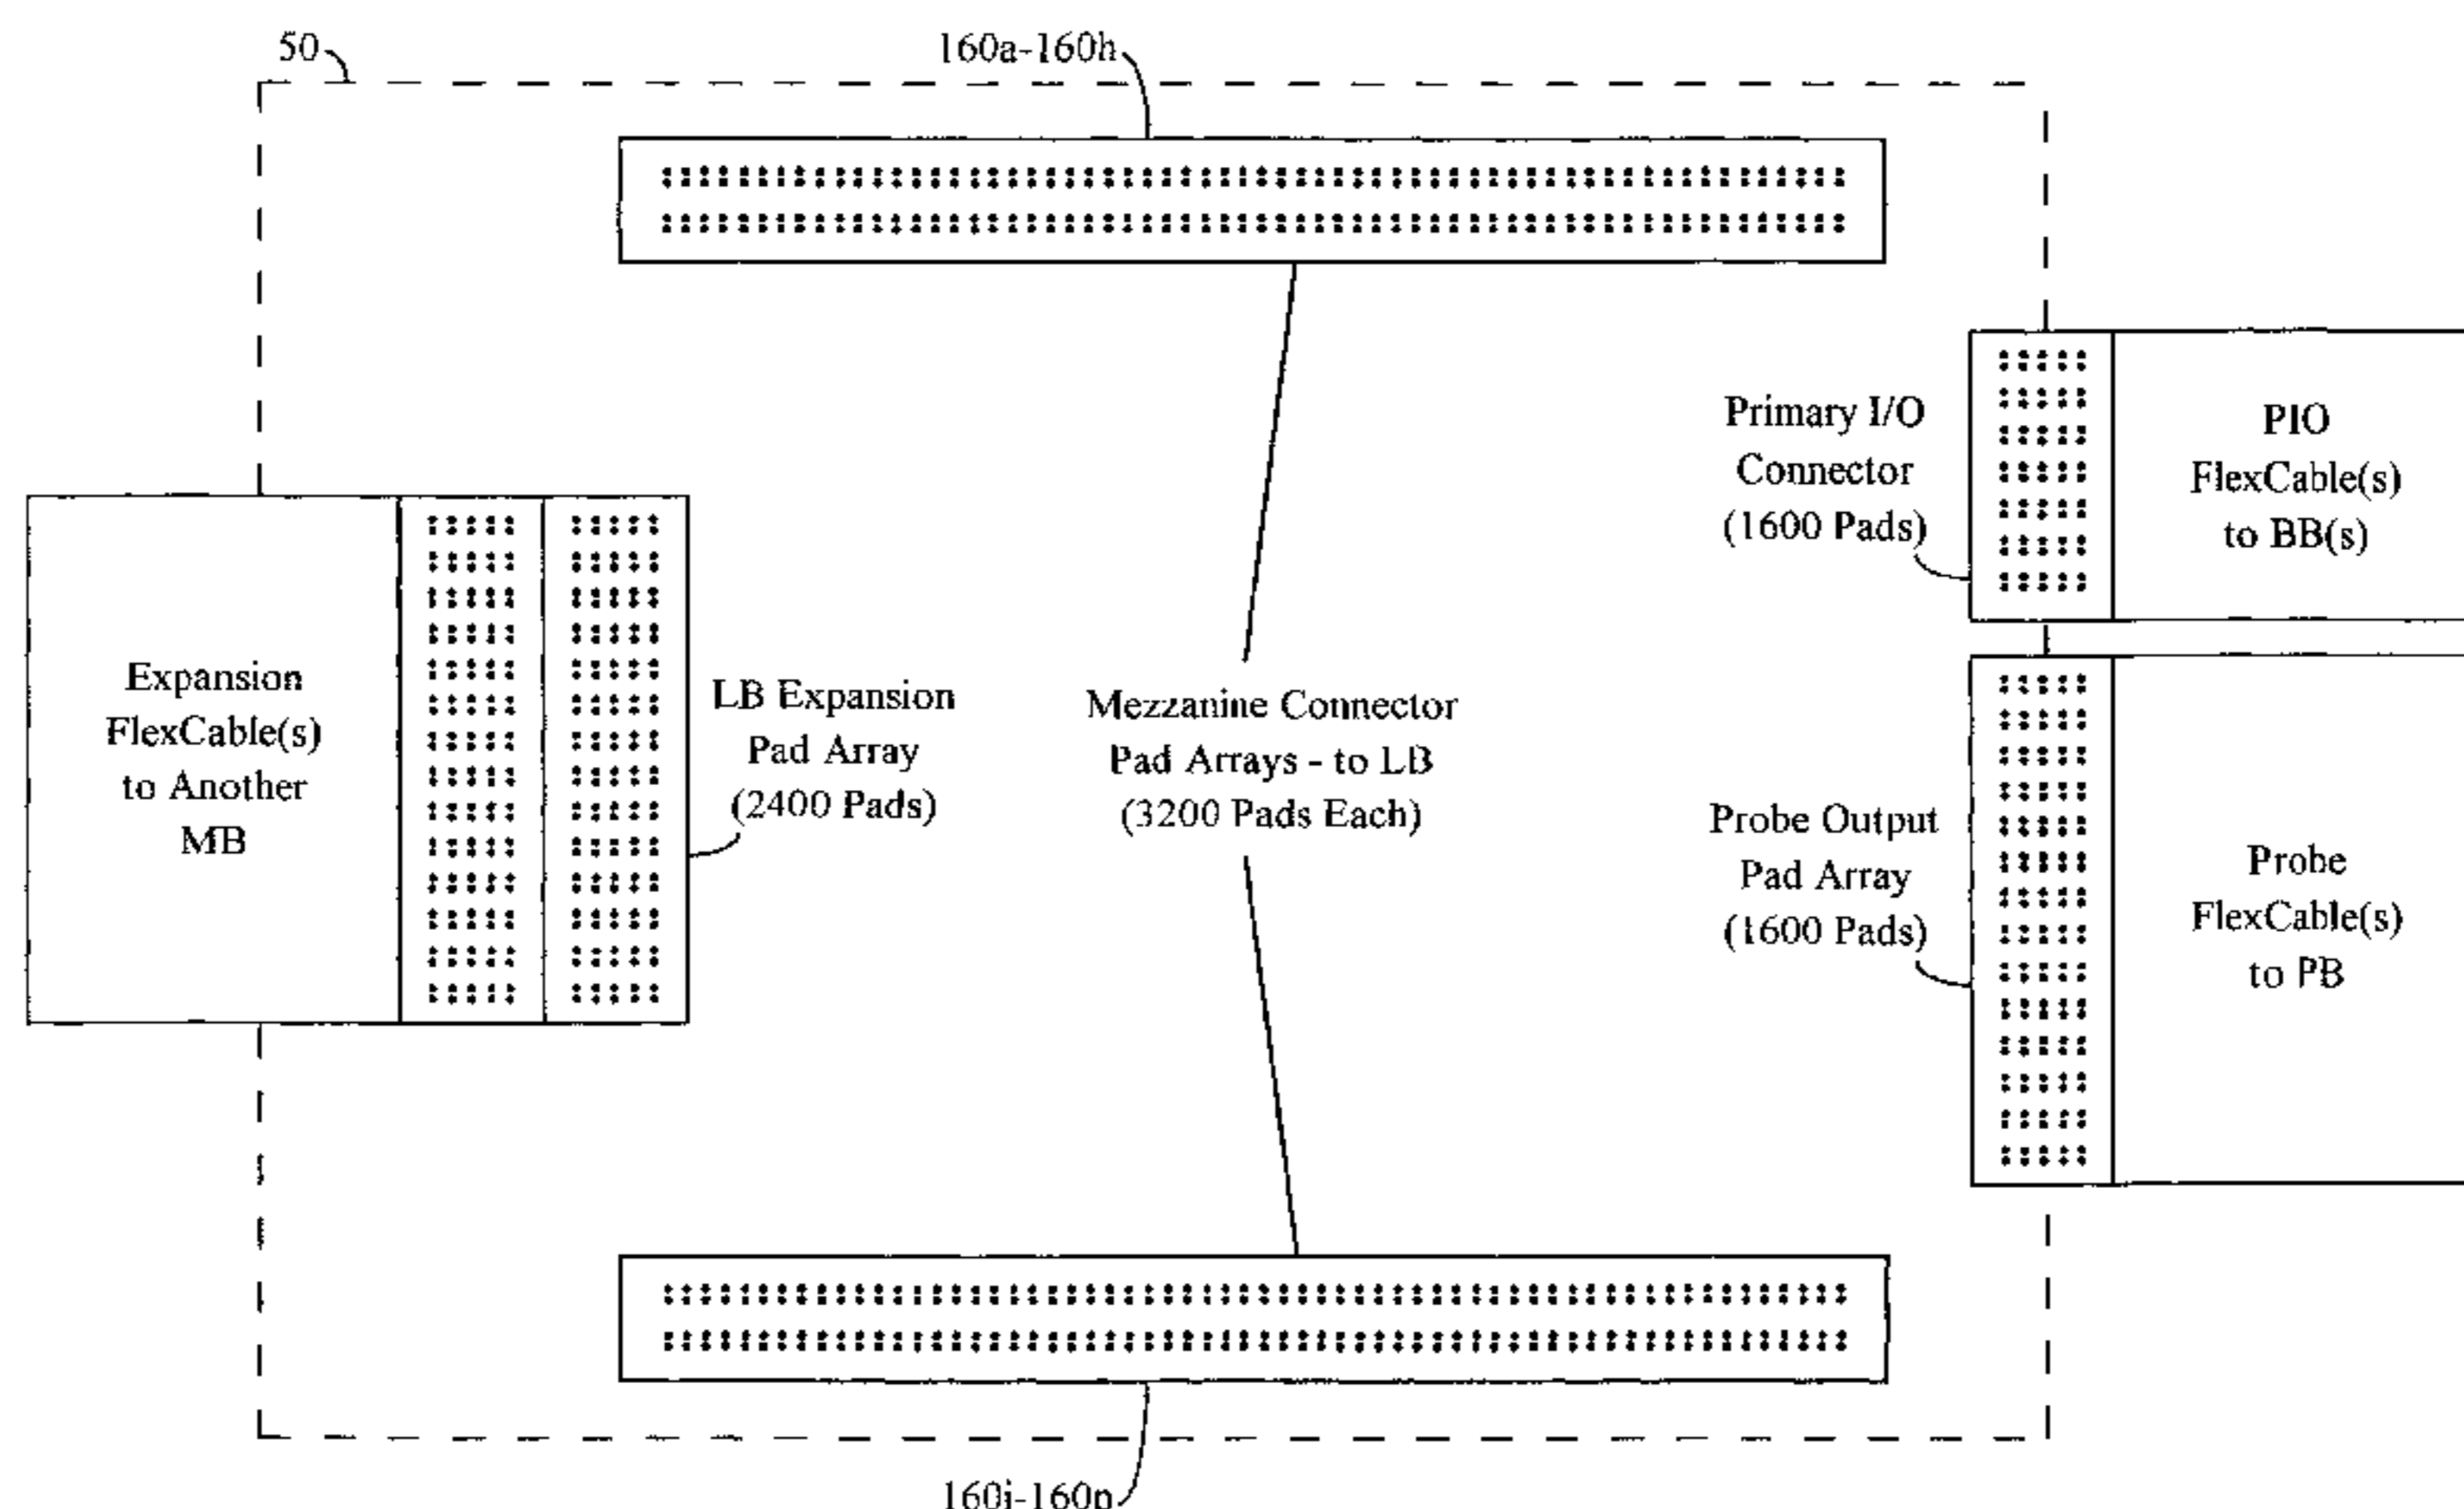 50
160a-160h
Primary I/O
Connector
(1600 Pads)
PIO
FlexCable(s)
to BB(s)
Expansion
FlexCable(s)
to Another
MB
LB Expansion
Pad Array
(2400 Pads)
Mezzanine Connector
Pad Arrays - to LB
(3200 Pads Each)
Probe Output
Pad Array
(1600 Pads)
Probe
FlexCable(s)
to PB
160i-160p